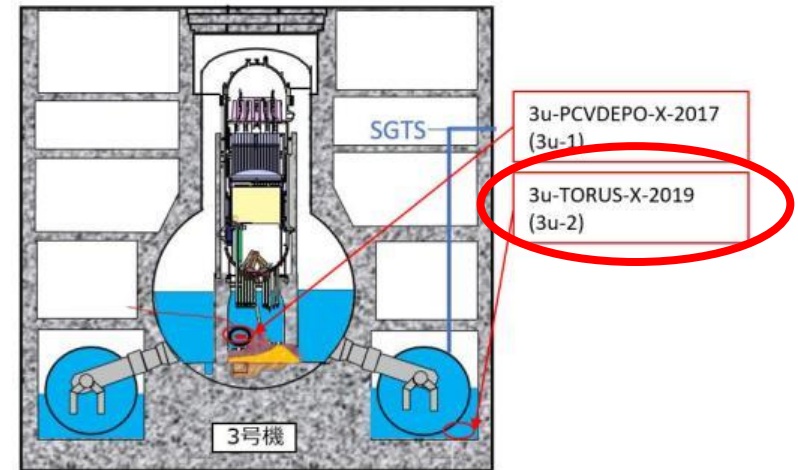 SGTS
3u-PCVDEPO-X-2017
(3u-1)
3u-TORUS-X-2019
(3u-2)
3号機